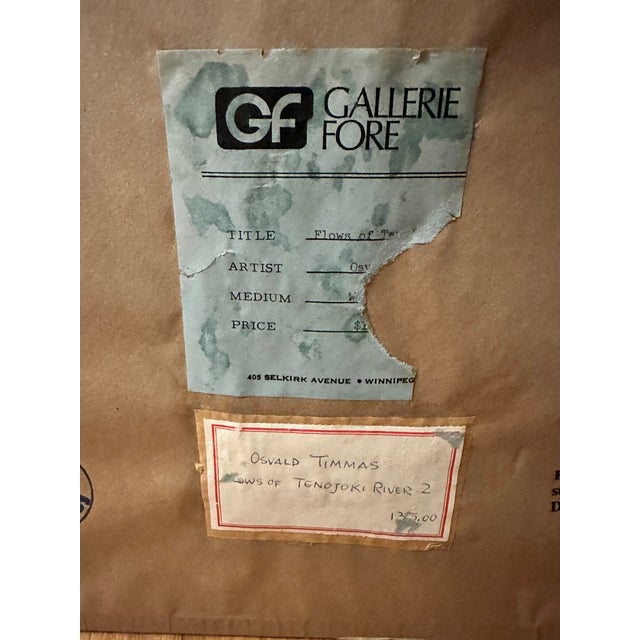 GF GALLERIE
FORE
TITLE Flows of Te
ARTIST Osv
MEDIUM W
PRICE $1
405 SELKIRK AVENUE • WINNIPEG
OSVALD TIMMAS
OWS OF TENOJOKI RIVER 2
135.00